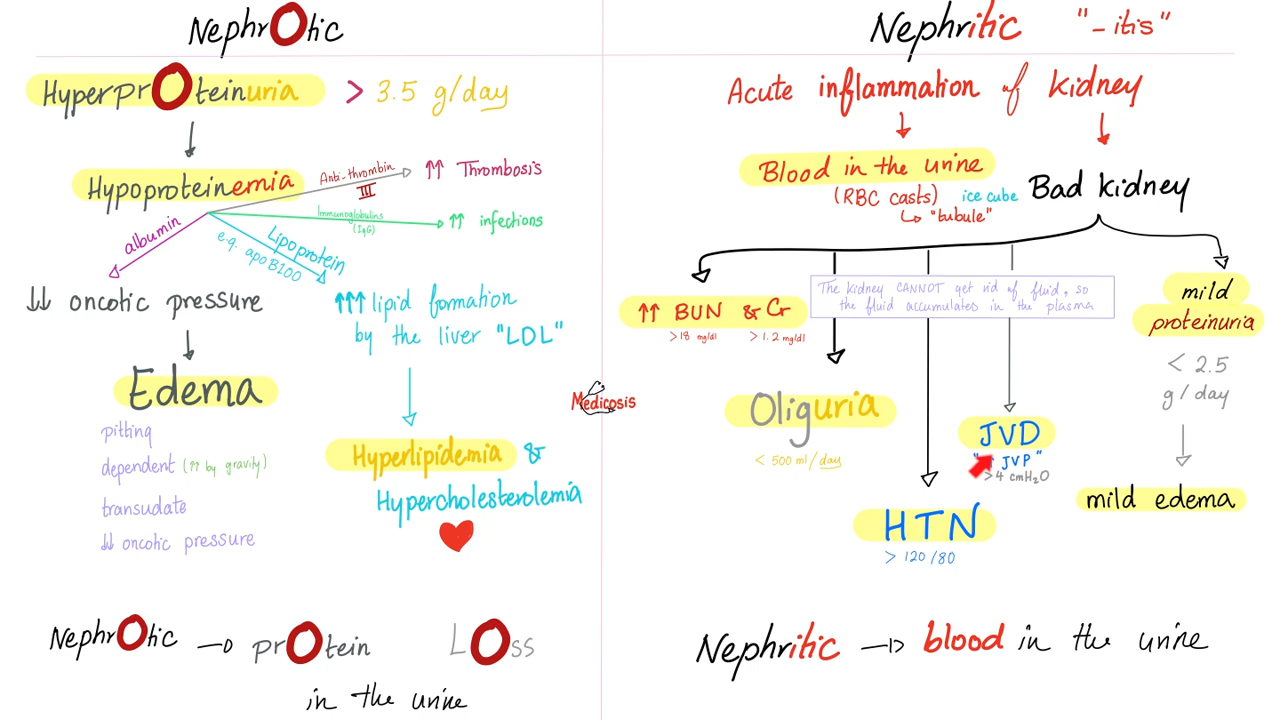 NephrOtic
HyperprOteinuria > 3.5 g/day
Hypoproteinemia
Anti-thrombin III
↑↑ Thrombosis
Immunoglobulins (IgG)
↑↑ infections
albumin
Lipoprotein
e.g. apoB100
↓↓ oncotic pressure
Edema
pitting
dependent (↑↑ by gravity)
transudate
↓↓ oncotic pressure
↑↑↑ lipid formation
by the liver "LDL"
Hyperlipidemia &
Hypercholesterolemia
NephrOtic → prOtein LOss
in the urine
Medicosis
Nephritic "-itis"
Acute inflammation of kidney
Blood in the urine
(RBC casts) ice cube
"tubule"
Bad kidney
The kidney CANNOT get rid of fluid, so
the fluid accumulates in the plasma
↑↑ BUN & Cr
>18 mg/dl >1.2 mg/dl
Oliguria
< 500 ml/day
HTN
> 120/80
JVD
JVP"
>4 cmH₂O
mild
proteinuria
< 2.5
g/day
mild edema
Nephritic → blood in the urine